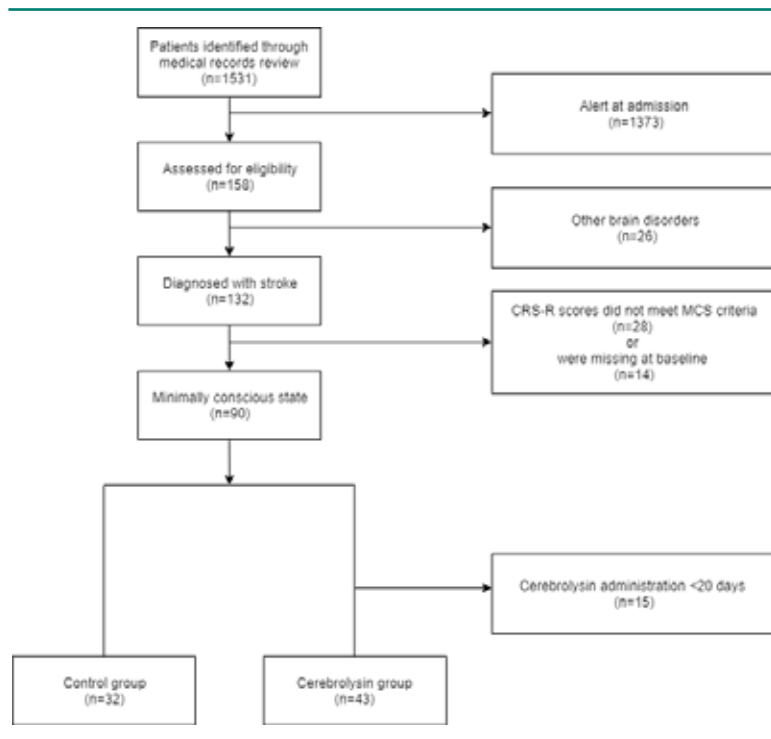 Patients identified through
medical records review
(n=1531)
Alert at admission
(n=1373)
Assessed for eligibility
(n=158)
Other brain disorders
(n=26)
Diagnosed with stroke
(n=132)
CRS-R scores did not meet MCS criteria
(n=28)
or
were missing at baseline
(n=14)
Minimally conscious state
(n=90)
Cerebrolysin administration <20 days
(n=15)
Control group
(n=32)
Cerebrolysin group
(n=43)